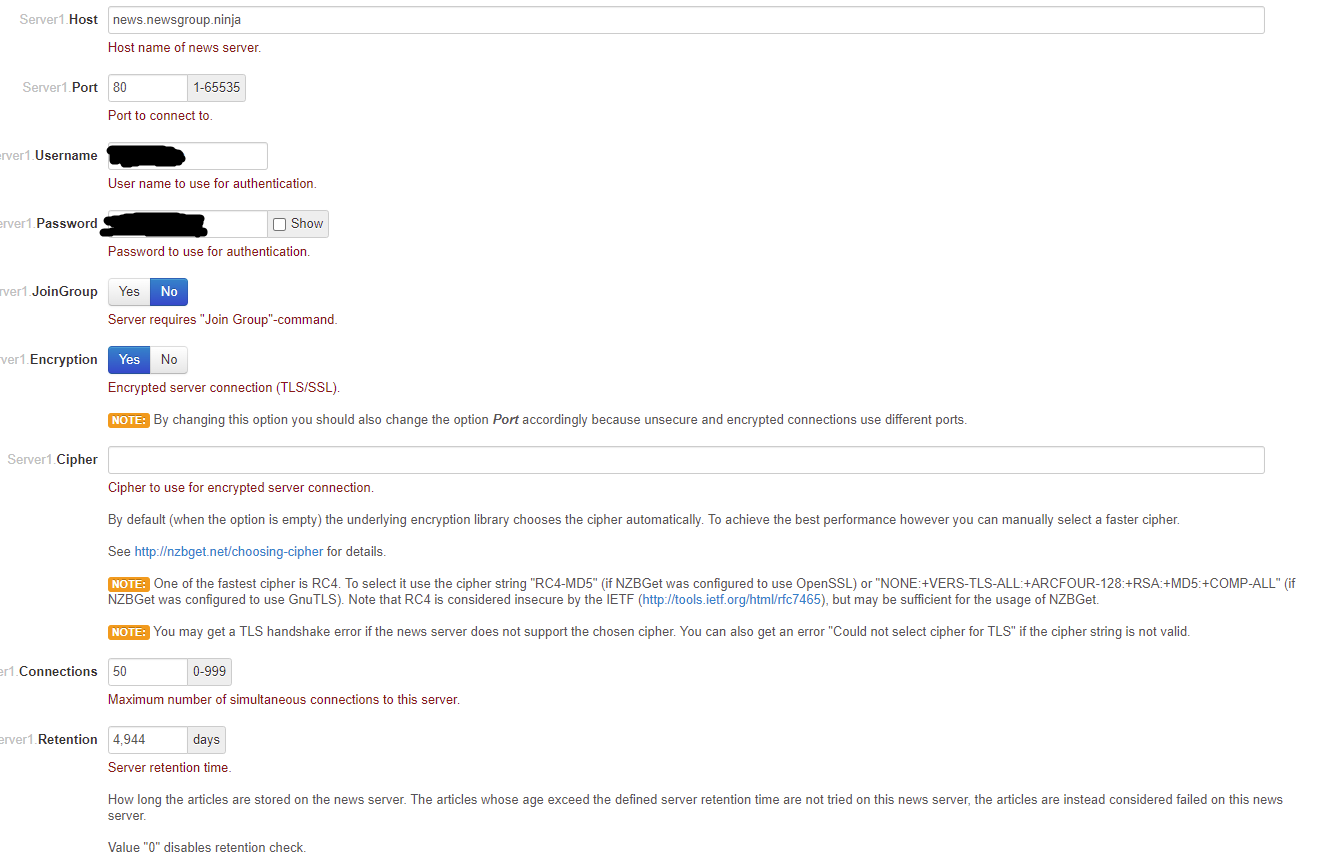 Server1.Host news.newsgroup.ninja
Host name of news server.
Server1.Port 80 1-65535
Port to connect to.
erver1.Username
User name to use for authentication.
erver1.Password Show
Password to use for authentication.
rver1.JoinGroup Yes No
Server requires "Join Group"-command.
ver1.Encryption Yes No
Encrypted server connection (TLS/SSL).
NOTE: By changing this option you should also change the option Port accordingly because unsecure and encrypted connections use different ports.
Server1.Cipher
Cipher to use for encrypted server connection.
By default (when the option is empty) the underlying encryption library chooses the cipher automatically. To achieve the best performance however you can manually select a faster cipher.
See http://nzbget.net/choosing-cipher for details.
NOTE: One of the fastest cipher is RC4. To select it use the cipher string "RC4-MD5" (if NZBGet was configured to use OpenSSL) or "NONE:+VERS-TLS-ALL:+ARCFOUR-128:+RSA:+MD5:+COMP-ALL" (if
NZBGet was configured to use GnuTLS). Note that RC4 is considered insecure by the IETF (http://tools.ietf.org/html/rfc7465), but may be sufficient for the usage of NZBGet.
NOTE: You may get a TLS handshake error if the news server does not support the chosen cipher. You can also get an error "Could not select cipher for TLS" if the cipher string is not valid.
er1.Connections 50 0-999
Maximum number of simultaneous connections to this server.
erver1.Retention 4,944 days
Server retention time.
How long the articles are stored on the news server. The articles whose age exceed the defined server retention time are not tried on this news server, the articles are instead considered failed on this news
server.
Value "0" disables retention check.